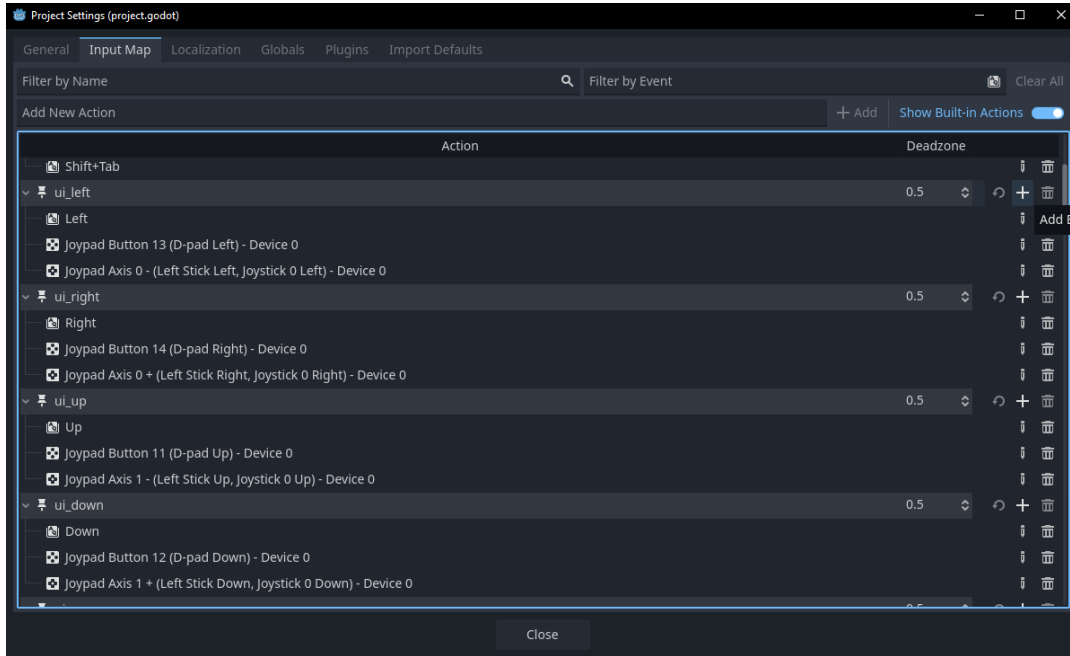 Project Settings (project.godot)
General Input Map Localization Globals Plugins Import Defaults
Filter by Name Filter by Event Clear All
Add New Action + Add Show Built-in Actions
Action Deadzone
Shift+Tab
ui_left 0.5
Left Add
Joypad Button 13 (D-pad Left) - Device 0
Joypad Axis 0 - (Left Stick Left, Joystick 0 Left) - Device 0
ui_right 0.5
Right
Joypad Button 14 (D-pad Right) - Device 0
Joypad Axis 0 + (Left Stick Right, Joystick 0 Right) - Device 0
ui_up 0.5
Up
Joypad Button 11 (D-pad Up) - Device 0
Joypad Axis 1 - (Left Stick Up, Joystick 0 Up) - Device 0
ui_down 0.5
Down
Joypad Button 12 (D-pad Down) - Device 0
Joypad Axis 1 + (Left Stick Down, Joystick 0 Down) - Device 0
Close